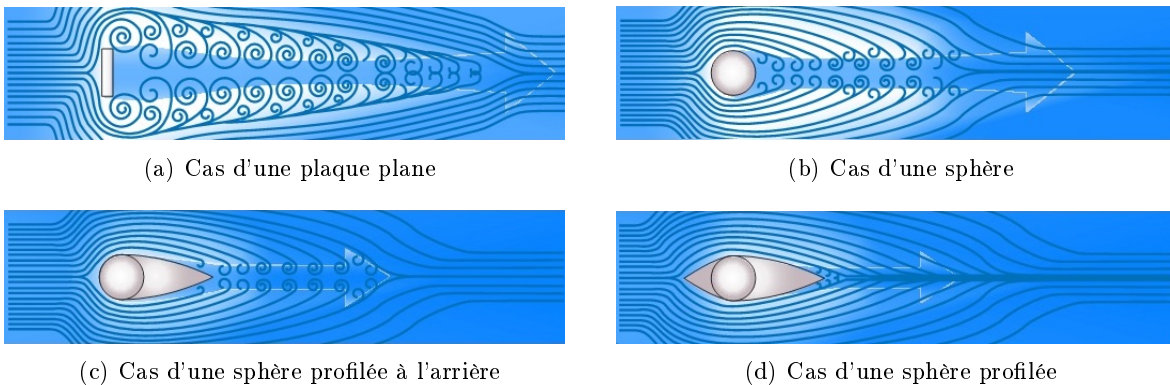 (a) Cas d'une plaque plane
(b) Cas d'une sphère
(c) Cas d'une sphère profilée à l'arrière
(d) Cas d'une sphère profilée